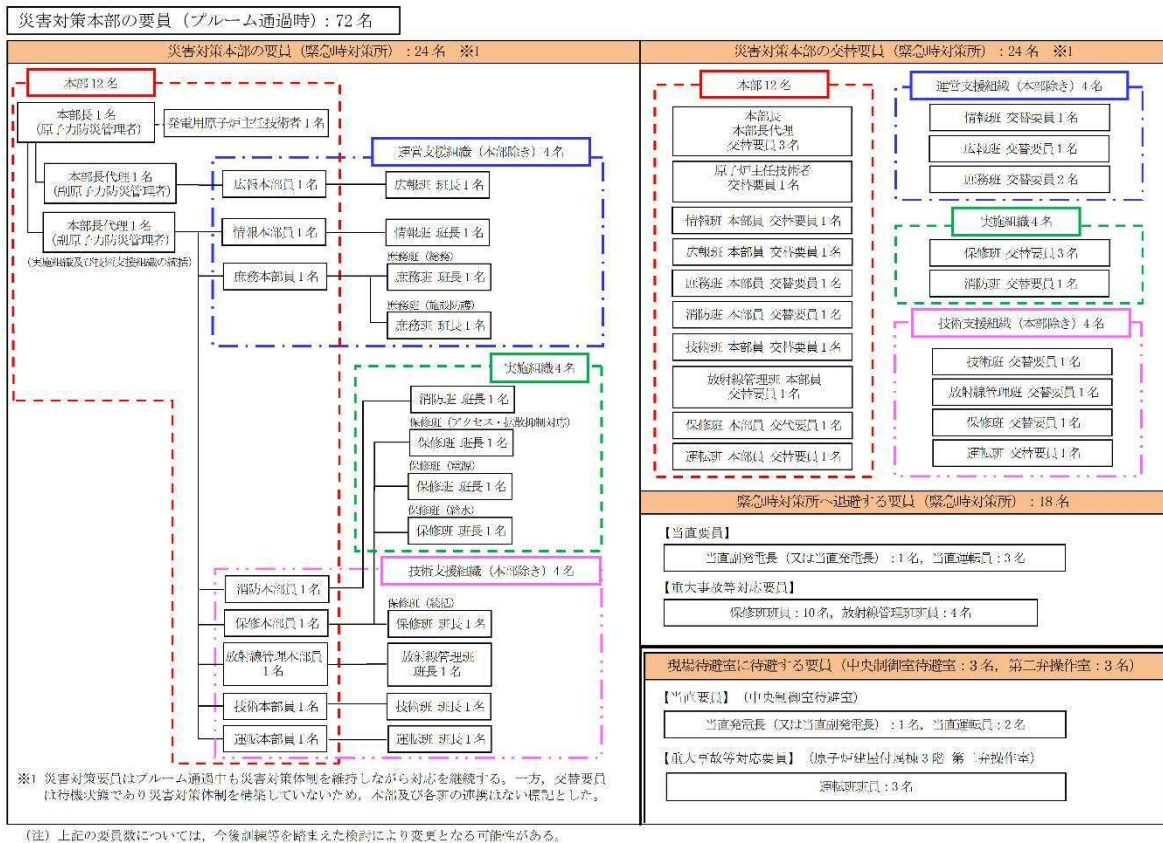 災害対策本部の要員（プルーム通過時）：72名
災害対策本部の要員（緊急時対策所）：24名 ※1
本部12名
本部長1名
（原子力防災管理者）
発電用原子炉主任技術者1名
本部長代理1名
（副原子力防災管理者）
本部長代理1名
（副原子力防災管理者）
（実施組織及び技術支援組織の統括）
運営支援組織（本部除き）4名
広報本部員1名
広報班 班長1名
情報本部員1名
情報班 班長1名
庶務班（総務）
庶務本部員1名
庶務班 班長1名
庶務班（施設防護）
庶務班 班長1名
実施組織4名
消防班 班長1名
保修班（アクセス・拡散抑制対応）
保修班 班長1名
保修班（電源）
保修班 班長1名
保修班（給水）
保修班 班長1名
技術支援組織（本部除き）4名
消防本部員1名
保修班（統括）
保修本部員1名
保修班 班長1名
放射線管理本部員
1名
放射線管理班
班長1名
技術本部員1名
技術班 班長1名
運転本部員1名
運転班 班長1名
※1 災害対策要員はプルーム通過中も災害対策体制を維持しながら対応を継続する。一方，交替要員
は待機状態であり災害対策体制を構築していないため，本部及び各班の連携はない標記とした。
（注）上記の要員数については，今後訓練等を踏まえた検討により変更となる可能性がある。
災害対策本部の交替要員（緊急時対策所）：24名 ※1
本部12名
本部長
本部長代理
交替要員3名
原子炉主任技術者
交替要員1名
情報班 本部員 交替要員1名
広報班 本部員 交替要員1名
庶務班 本部員 交替要員1名
消防班 本部員 交替要員1名
技術班 本部員 交替要員1名
放射線管理班 本部員
交替要員1名
保修班 本部員 交代要員1名
運転班 本部員 交替要員1名
運営支援組織（本部除き）4名
情報班 交替要員1名
広報班 交替要員1名
庶務班 交替要員2名
実施組織4名
保修班 交替要員3名
消防班 交替要員1名
技術支援組織（本部除き）4名
技術班 交替要員1名
放射線管理班 交替要員1名
保修班 交替要員1名
運転班 交替要員1名
緊急時対策所へ退避する要員（緊急時対策所）：18名
【当直要員】
当直副発電長（又は当直発電長）：1名，当直運転員：3名
【重大事故等対応要員】
保修班班員：10名，放射線管理班班員：4名
現場待避室に待避する要員（中央制御室待避室：3名，第二弁操作室：3名）
【当直要員】（中央制御室待避室）
当直発電長（又は当直副発電長）：1名，当直運転員：2名
【重大事故等対応要員】（原子炉建屋付属棟3階 第二弁操作室）
運転班班員：3名